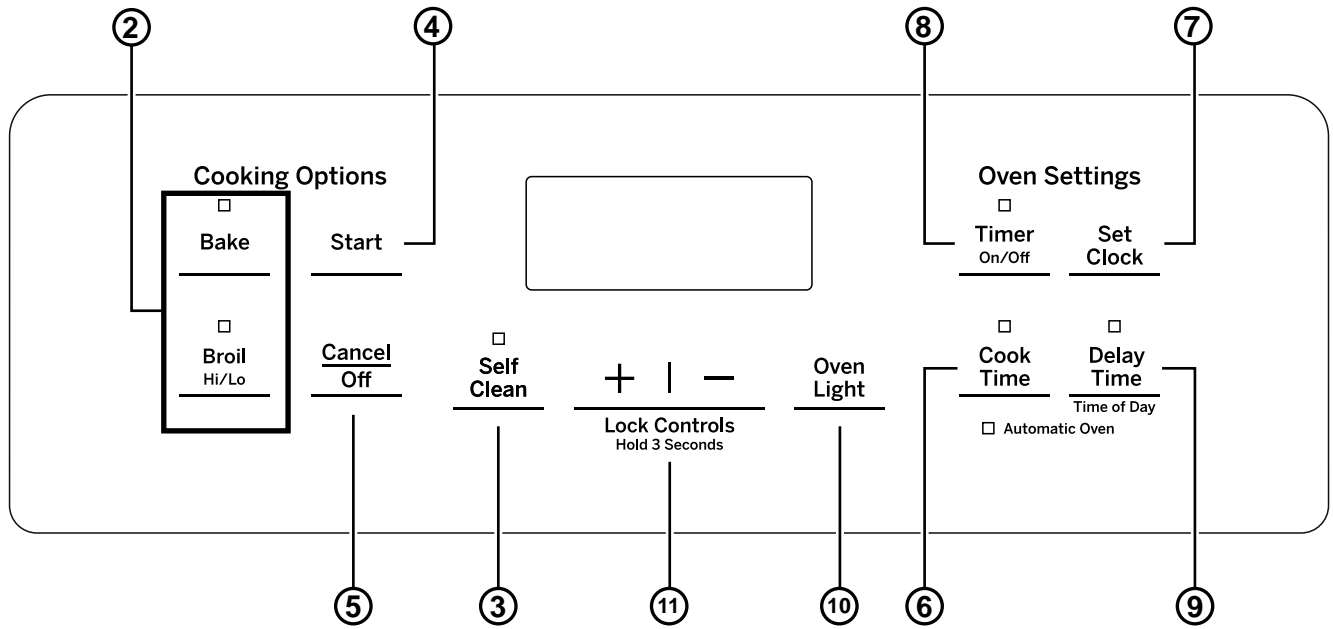 2
4
8
7
Cooking Options
Oven Settings
Bake
Start
Timer
On/Off
Set
Clock
Broil
Hi/Lo
Cancel
Off
Self
Clean
+ | −
Lock Controls
Hold 3 Seconds
Oven
Light
Cook
Time
Delay
Time
Time of Day
Automatic Oven
5
3
11
10
6
9